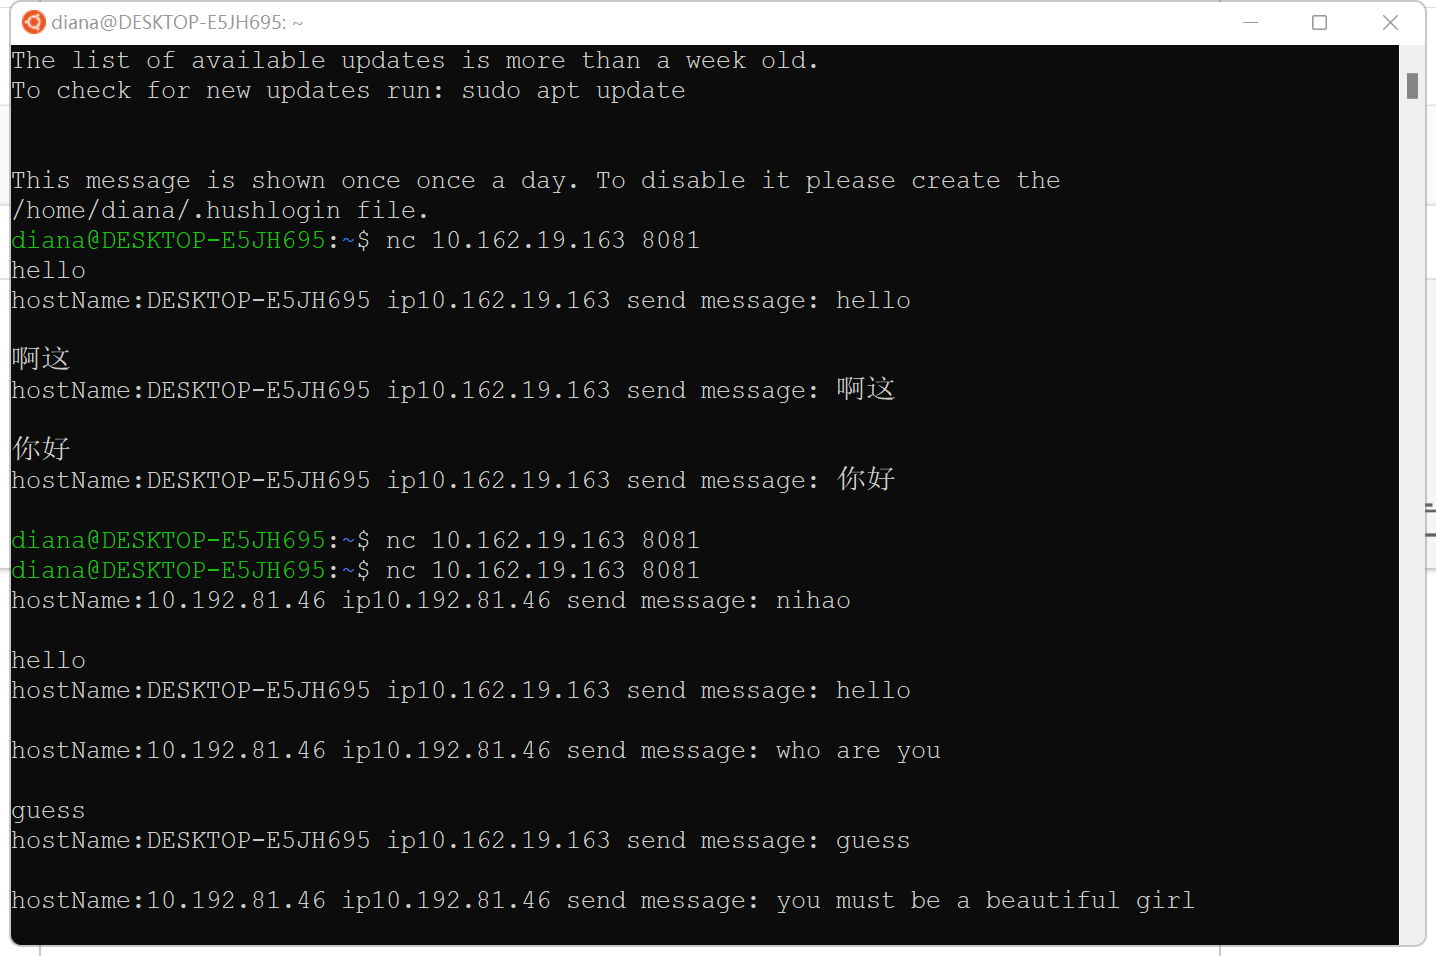 diana@DESKTOP-E5JH695: ~
The list of available updates is more than a week old.
To check for new updates run: sudo apt update
This message is shown once once a day. To disable it please create the
/home/diana/.hushlogin file.
diana@DESKTOP-E5JH695:~$ nc 10.162.19.163 8081
hello
hostName:DESKTOP-E5JH695 ip10.162.19.163 send message: hello
啊这
hostName:DESKTOP-E5JH695 ip10.162.19.163 send message: 啊这
你好
hostName:DESKTOP-E5JH695 ip10.162.19.163 send message: 你好
diana@DESKTOP-E5JH695:~$ nc 10.162.19.163 8081
diana@DESKTOP-E5JH695:~$ nc 10.162.19.163 8081
hostName:10.192.81.46 ip10.192.81.46 send message: nihao
hello
hostName:DESKTOP-E5JH695 ip10.162.19.163 send message: hello
hostName:10.192.81.46 ip10.192.81.46 send message: who are you
guess
hostName:DESKTOP-E5JH695 ip10.162.19.163 send message: guess
hostName:10.192.81.46 ip10.192.81.46 send message: you must be a beautiful girl